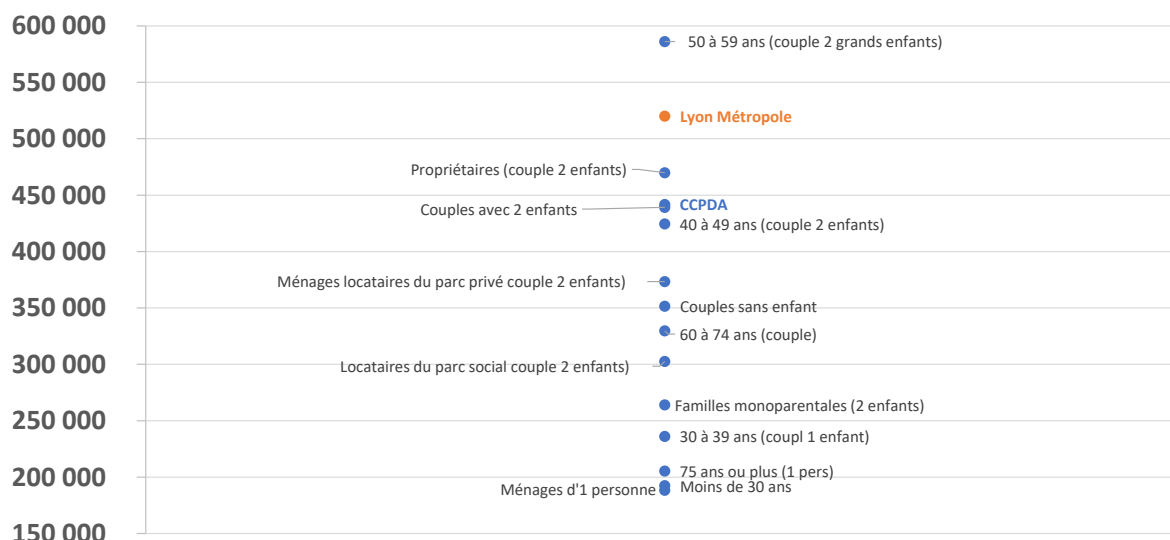 600 000
50 à 59 ans (couple 2 grands enfants)
550 000
Lyon Métropole
500 000
Propriétaires (couple 2 enfants)
450 000
CCPDA
Couples avec 2 enfants
40 à 49 ans (couple 2 enfants)
400 000
Ménages locataires du parc privé couple 2 enfants)
350 000
Couples sans enfant
60 à 74 ans (couple)
300 000
Locataires du parc social couple 2 enfants)
250 000
Familles monoparentales (2 enfants)
30 à 39 ans (coupl 1 enfant)
200 000
75 ans ou plus (1 pers)
Moins de 30 ans
Ménages d'1 personne
150 000